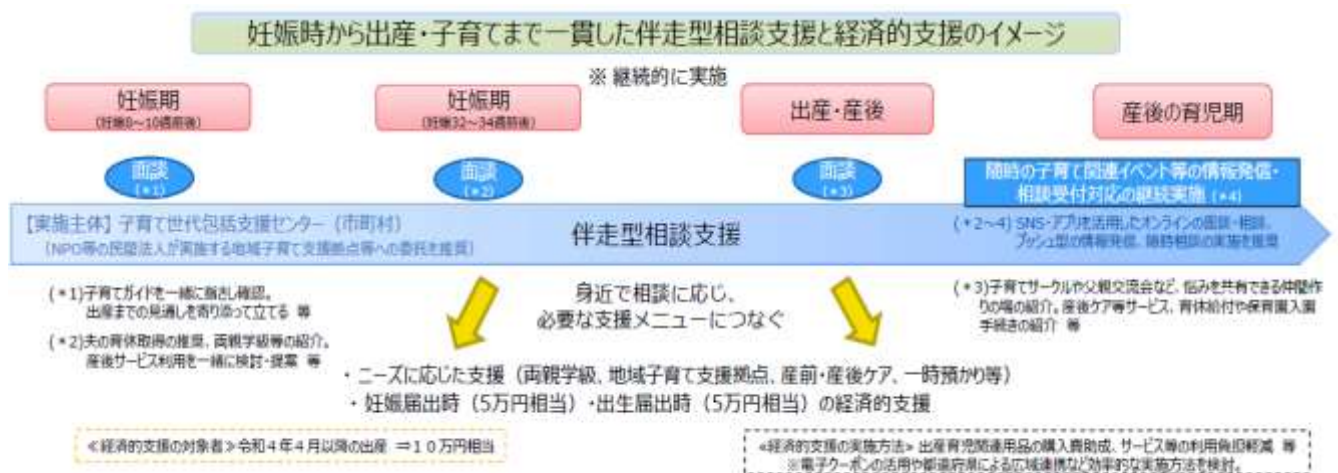 妊娠時から出産・子育てまで一貫した伴走型相談支援と経済的支援のイメージ
※ 継続的に実施
妊娠期
(妊娠8~10週前後)
妊娠期
(妊娠32~34週前後)
出産・産後
産後の育児期
面談
(*1)
面談
(*2)
面談
(*3)
随時の子育て関連イベント等の情報発信・
相談受付対応の継続実施 (*4)
【実施主体】子育て世代包括支援センター (市町村)
(NPO等の民間法人が実施する地域子育て支援拠点等への委託を推奨)
伴走型相談支援
(*2~4) SNS・アプリを活用したオンラインの面談・相談、
プッシュ型の情報発信、随時相談の実施を推奨
(*1)子育てガイドを一緒に指さし確認。
出産までの見通しを寄り添って立てる 等
(*2)夫の育休取得の推奨、両親学級等の紹介。
産後サービス利用を一緒に検討・提案 等
身近で相談に応じ、
必要な支援メニューにつなぐ
(*3)子育てサークルや父親交流会など、悩みを共有できる仲間作
りの場の紹介。産後ケア等サービス、育休給付や保育園入園
手続きの紹介 等
・ニーズに応じた支援 (両親学級、地域子育て支援拠点、産前・産後ケア、一時預かり等)
・妊娠届出時 (5万円相当)・出生届出時 (5万円相当) の経済的支援
≪経済的支援の対象者≫令和4年4月以降の出産 ⇒10万円相当
≪経済的支援の実施方法≫ 出産育児関連用品の購入費助成、サービス等の利用負担軽減 等
※電子クーポンの活用や都道府県による広域連携など効率的な実施方法を検討